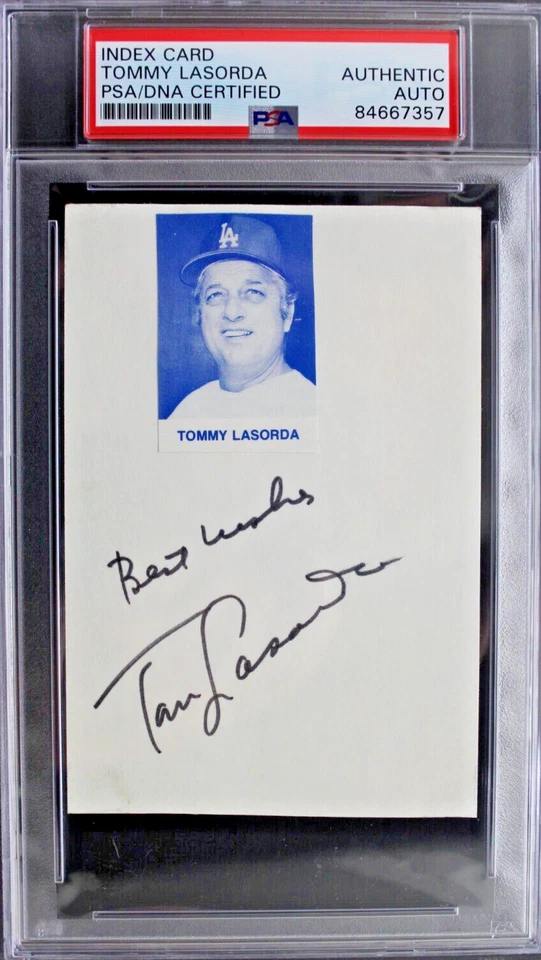 INDEX CARD
TOMMY LASORDA
PSA/DNA CERTIFIED
AUTHENTIC
AUTO
84667357
PSA
LA
TOMMY LASORDA
Best wishes
Tom Lasorda